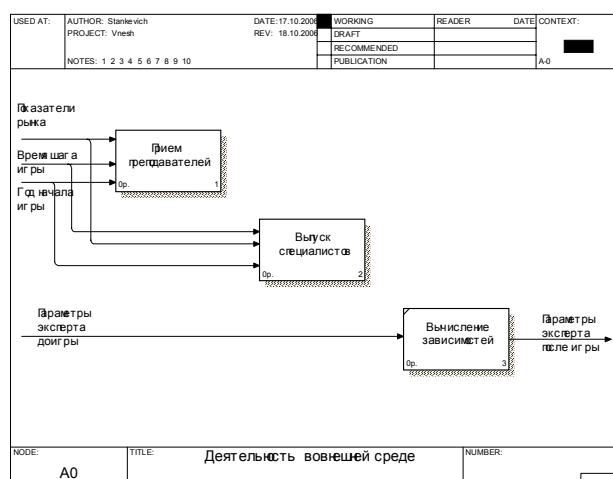 USED AT:
AUTHOR: Stankevich
DATE:17.10.2006
WORKING
READER
DATE
CONTEXT:
PROJECT: Vnesh
REV: 18.10.2006
DRAFT
RECOMMENDED
NOTES: 1 2 3 4 5 6 7 8 9 10
PUBLICATION
A-0
Показатели
рынка
Время шага
игры
Год начала
игры
Прием
преподавателей
0р.
1
Выпуск
специалистов
0р.
2
Параметры
эксперта
до игры
Вычисление
зависимостей
0р.
3
Параметры
эксперта
после игры
NODE:
A0
TITLE:
Деятельность во внешней среде
NUMBER: